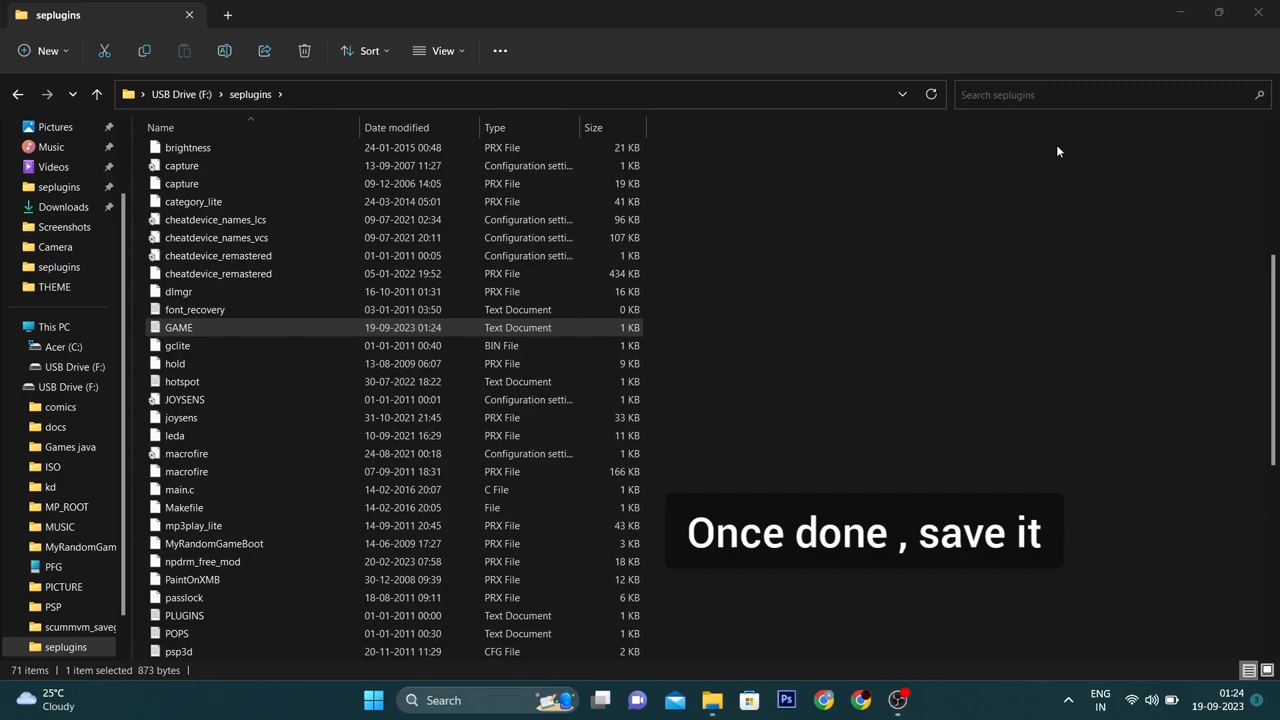 seplugins
New
Sort
View
USB Drive (F:) seplugins
Search seplugins
Pictures
Music
Videos
seplugins
Downloads
Screenshots
Camera
seplugins
THEME
This PC
Acer (C:)
USB Drive (F:)
USB Drive (F:)
comics
docs
Games java
ISO
kd
MP_ROOT
MUSIC
MyRandomGam
PFG
PICTURE
PSP
scummvm_saveg
seplugins
Name Date modified Type Size
brightness 24-01-2015 00:48 PRX File 21 KB
capture 13-09-2007 11:27 Configuration setti... 1 KB
capture 09-12-2006 14:05 PRX File 19 KB
category_lite 24-03-2014 05:01 PRX File 41 KB
cheatdevice_names_lcs 09-07-2021 02:34 Configuration setti... 96 KB
cheatdevice_names_vcs 09-07-2021 20:11 Configuration setti... 107 KB
cheatdevice_remastered 01-01-2011 00:05 Configuration setti... 1 KB
cheatdevice_remastered 05-01-2022 19:52 PRX File 434 KB
dlmgr 16-10-2011 01:31 PRX File 16 KB
font_recovery 03-01-2011 03:50 Text Document 0 KB
GAME 19-09-2023 01:24 Text Document 1 KB
gclite 01-01-2011 00:40 BIN File 1 KB
hold 13-08-2009 06:07 PRX File 9 KB
hotspot 30-07-2022 18:22 Text Document 1 KB
JOYSENS 01-01-2011 00:01 Configuration setti... 1 KB
joysens 31-10-2021 21:45 PRX File 33 KB
leda 10-09-2021 16:29 PRX File 11 KB
macrofire 24-08-2021 00:18 Configuration setti... 1 KB
macrofire 07-09-2011 18:31 PRX File 166 KB
main.c 14-02-2016 20:07 C File 1 KB
Makefile 14-02-2016 20:05 File 1 KB
mp3play_lite 14-09-2011 20:45 PRX File 43 KB
MyRandomGameBoot 14-06-2009 17:27 PRX File 3 KB
npdrm_free_mod 20-02-2023 07:58 PRX File 18 KB
PaintOnXMB 30-12-2008 09:39 PRX File 12 KB
passlock 18-08-2011 09:11 PRX File 6 KB
PLUGINS 01-01-2011 00:00 Text Document 1 KB
POPS 01-01-2011 00:30 Text Document 1 KB
psp3d 20-11-2011 11:29 CFG File 2 KB
Once done , save it
71 items 1 item selected 873 bytes
25°C
Cloudy
Search
Ps
ENG
IN
01:24
19-09-2023
3